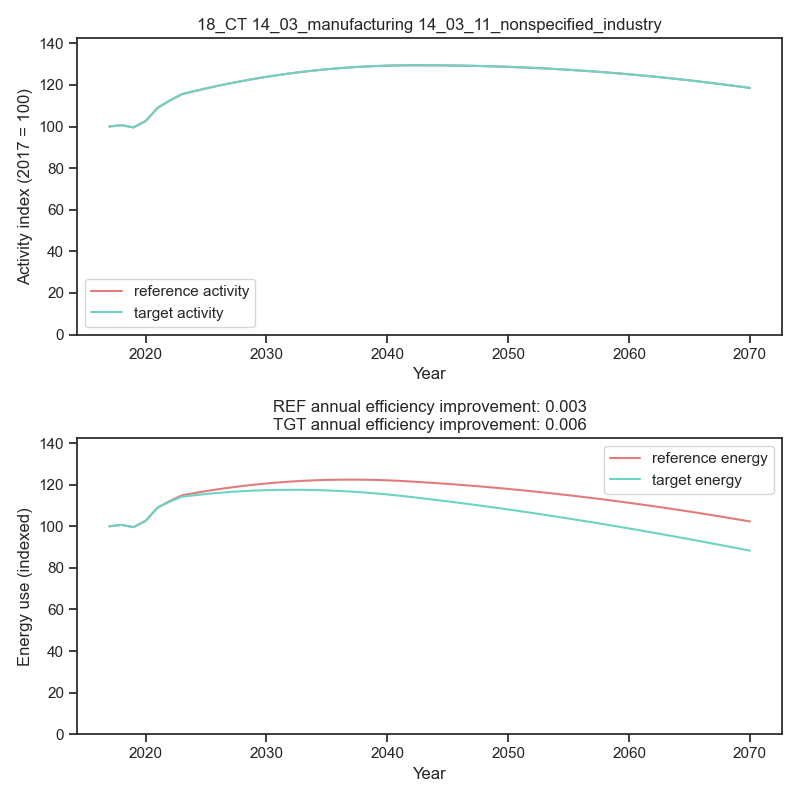 18_CT 14_03_manufacturing 14_03_11_nonspecified_industry
140
120
100
80
60
40
20
0
Activity index (2017 = 100)
reference activity
target activity
2020 2030 2040 2050 2060 2070
Year
REF annual efficiency improvement: 0.003
TGT annual efficiency improvement: 0.006
140
120
100
80
60
40
20
0
Energy use (indexed)
reference energy
target energy
2020 2030 2040 2050 2060 2070
Year